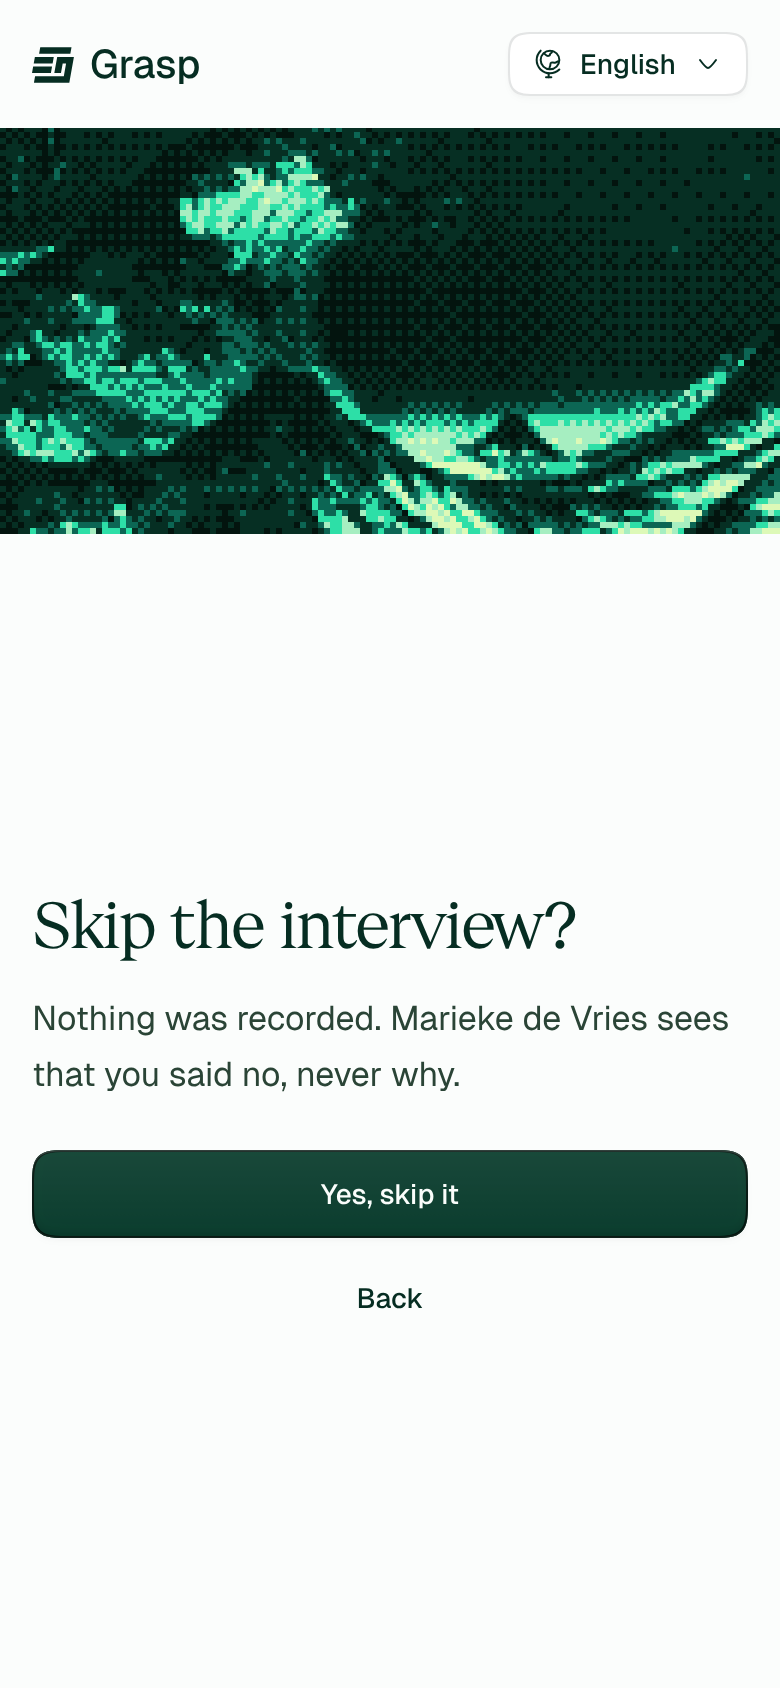 Grasp
English
Skip the interview?
Nothing was recorded. Marieke de Vries sees
that you said no, never why.
Yes, skip it
Back